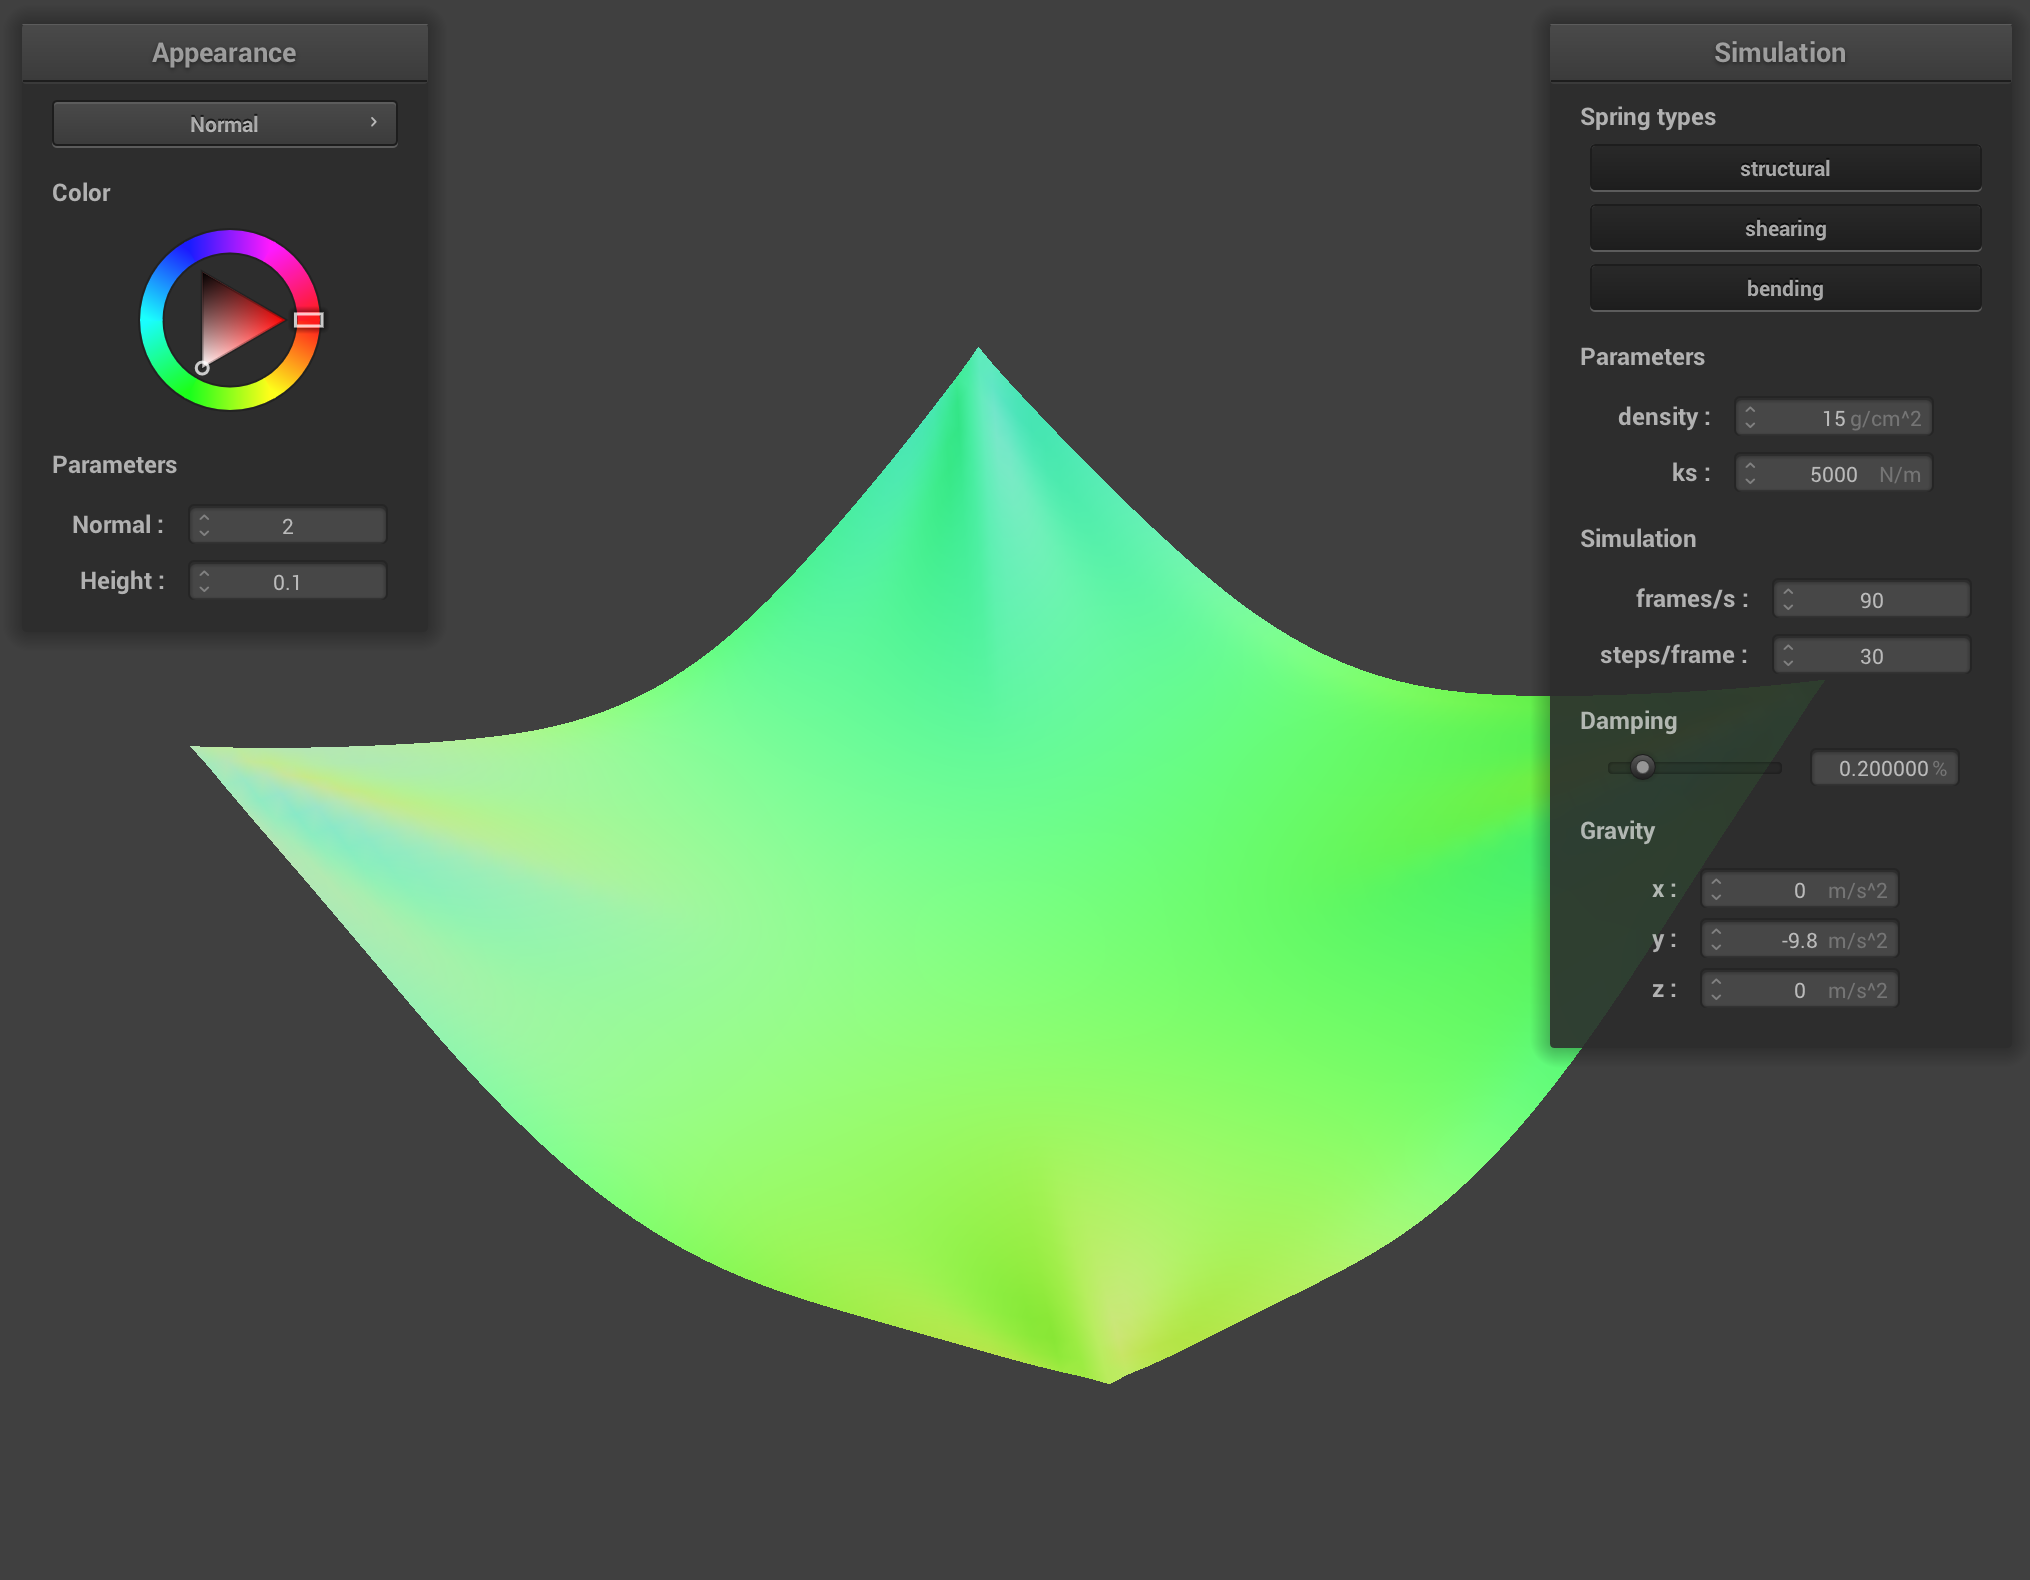 Appearance
Normal
Color
Parameters
Normal : 2
Height : 0.1
Simulation
Spring types
structural
shearing
bending
Parameters
density : 15 g/cm^2
ks : 5000 N/m
Simulation
frames/s : 90
steps/frame : 30
Damping
0.200000 %
Gravity
x : 0 m/s^2
y : -9.8 m/s^2
z : 0 m/s^2